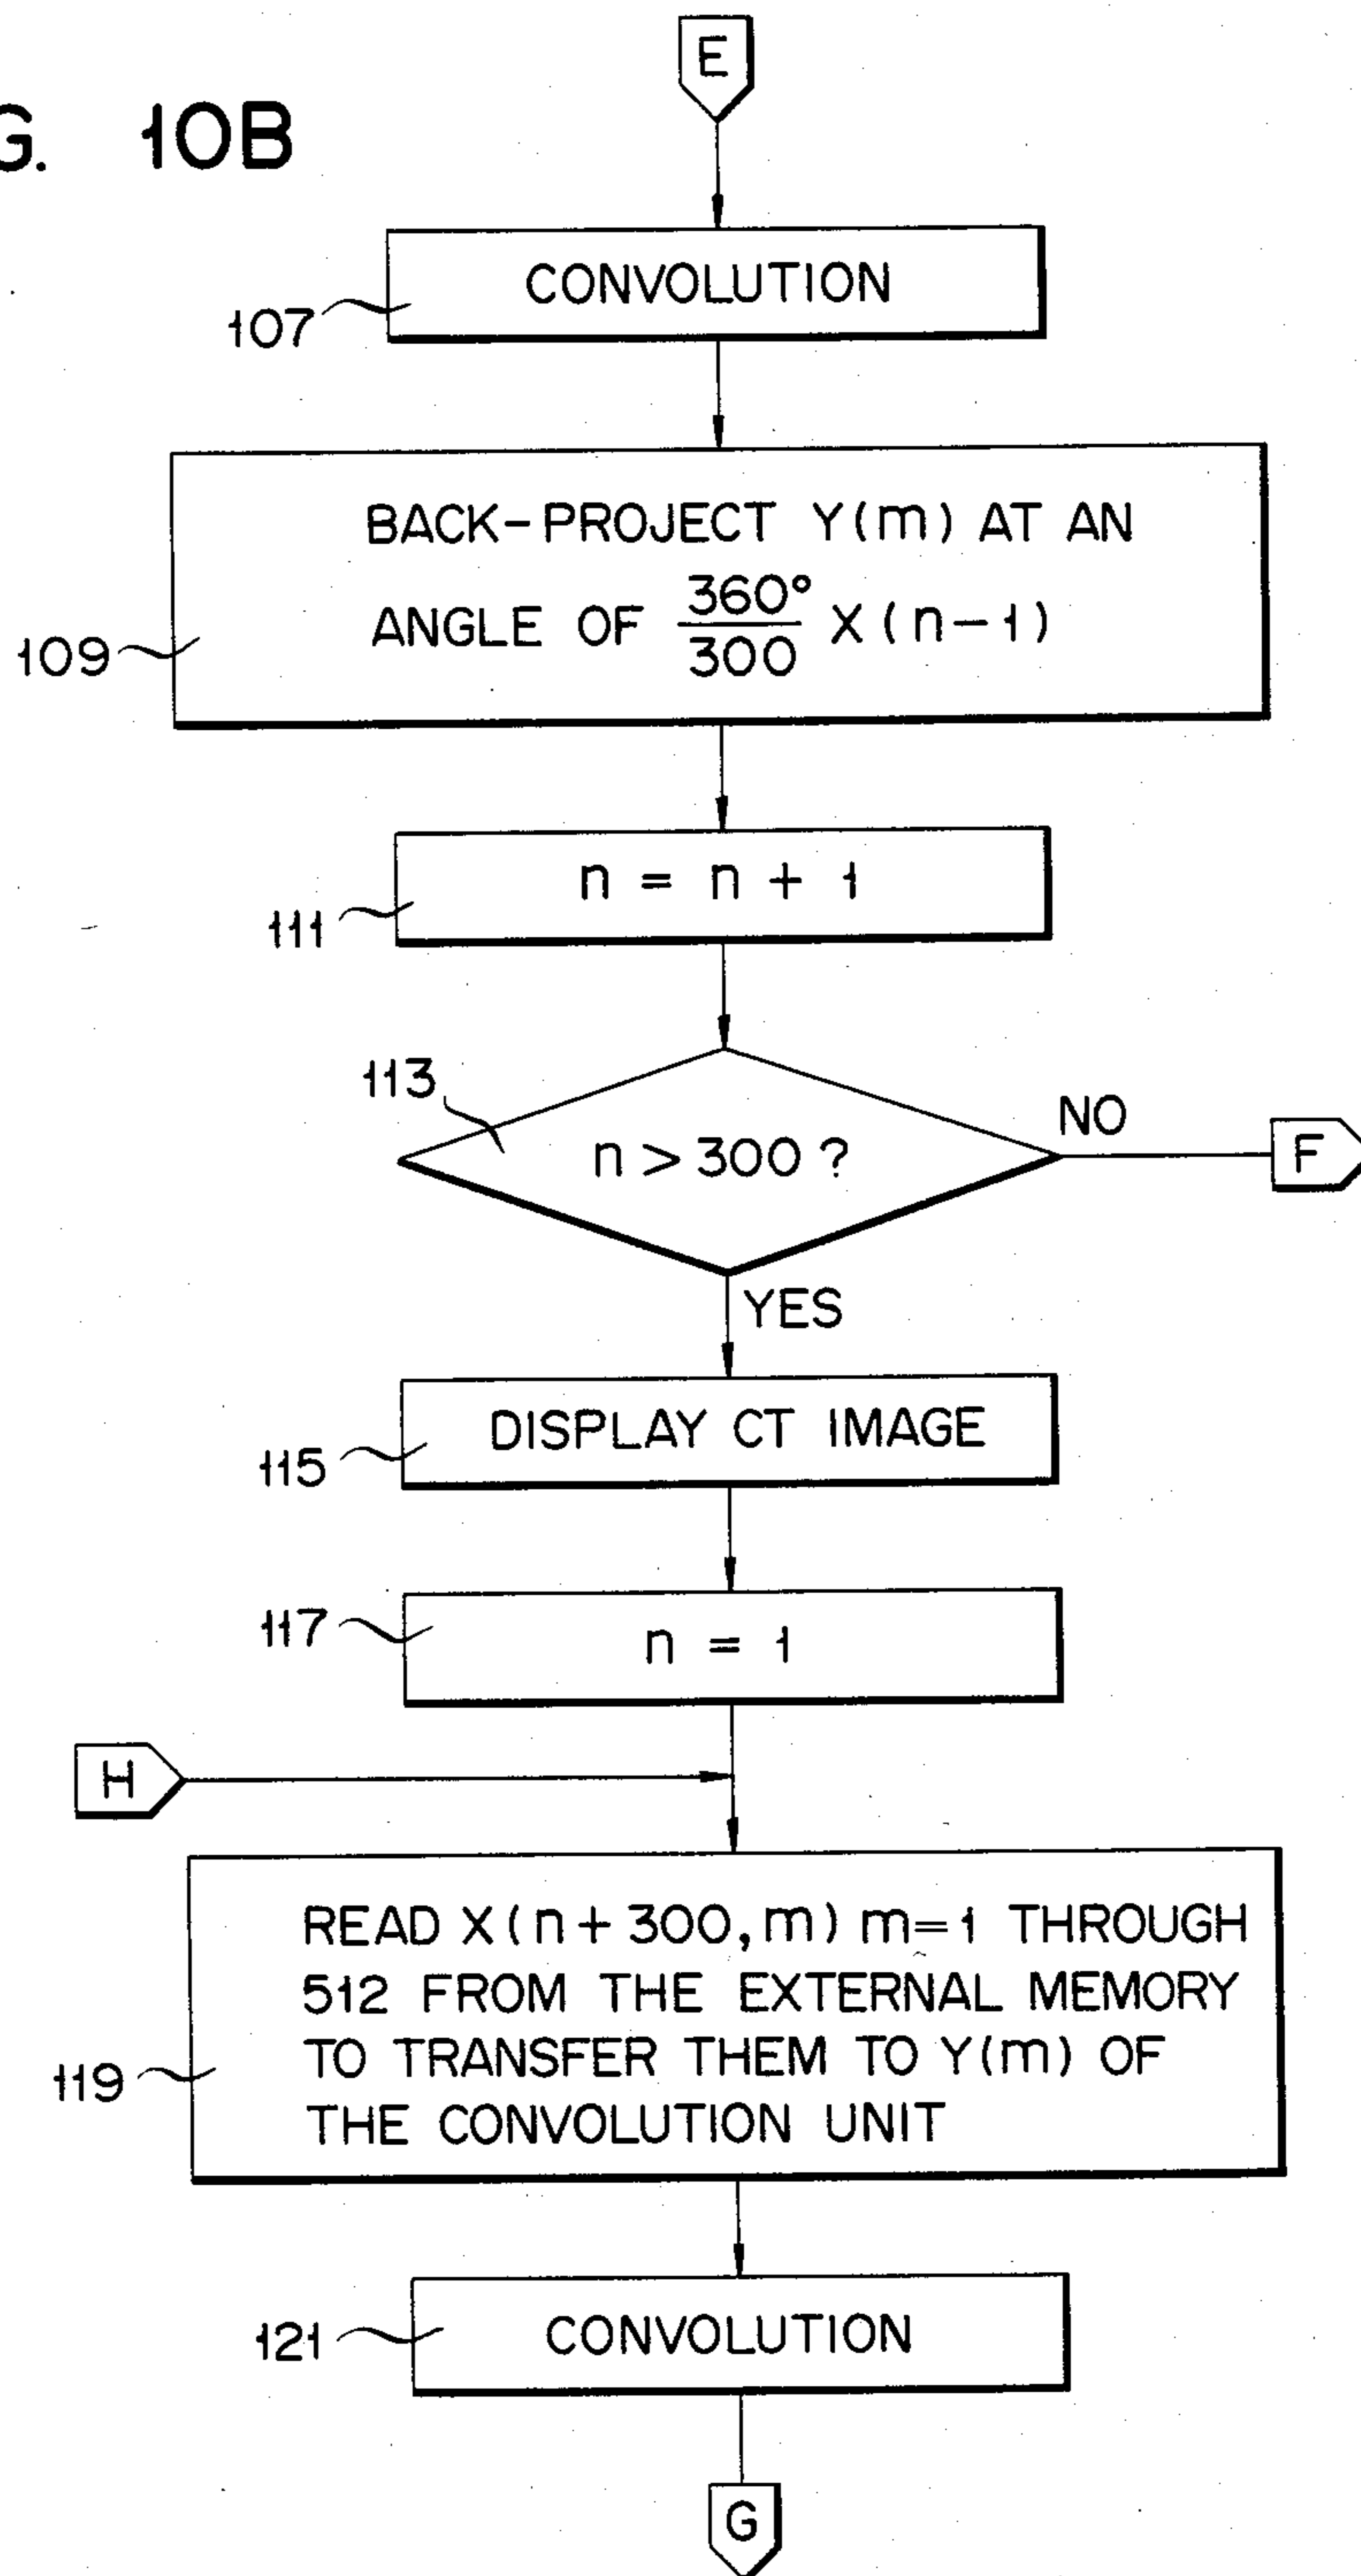 E
G. 10B
CONVOLUTION
107
BACK-PROJECT Y(m) AT AN
ANGLE OF 360°/300 X (n-1)
109
n = n + 1
111
113
n > 300 ?
NO
F
YES
DISPLAY CT IMAGE
115
117
n = 1
H
READ X(n+300,m) m=1 THROUGH
512 FROM THE EXTERNAL MEMORY
TO TRANSFER THEM TO Y(m) OF
THE CONVOLUTION UNIT
119
CONVOLUTION
121
G